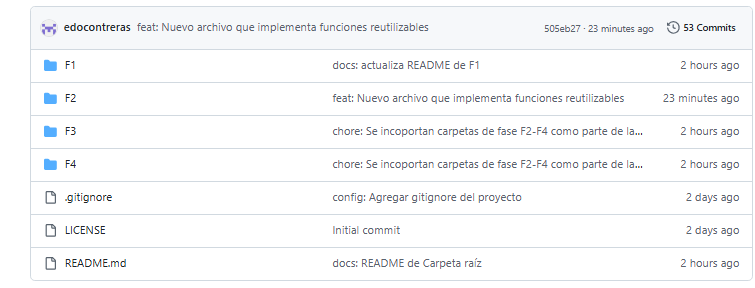 edocontreras feat: Nuevo archivo que implementa funciones reutilizables 505eb27 · 23 minutes ago 53 Commits
F1 docs: actualiza README de F1 2 hours ago
F2 feat: Nuevo archivo que implementa funciones reutilizables 23 minutes ago
F3 chore: Se incoportan carpetas de fase F2-F4 como parte de la... 2 hours ago
F4 chore: Se incoportan carpetas de fase F2-F4 como parte de la... 2 hours ago
.gitignore config: Agregar gitignore del proyecto 2 days ago
LICENSE Initial commit 2 days ago
README.md docs: README de Carpeta raíz 2 hours ago